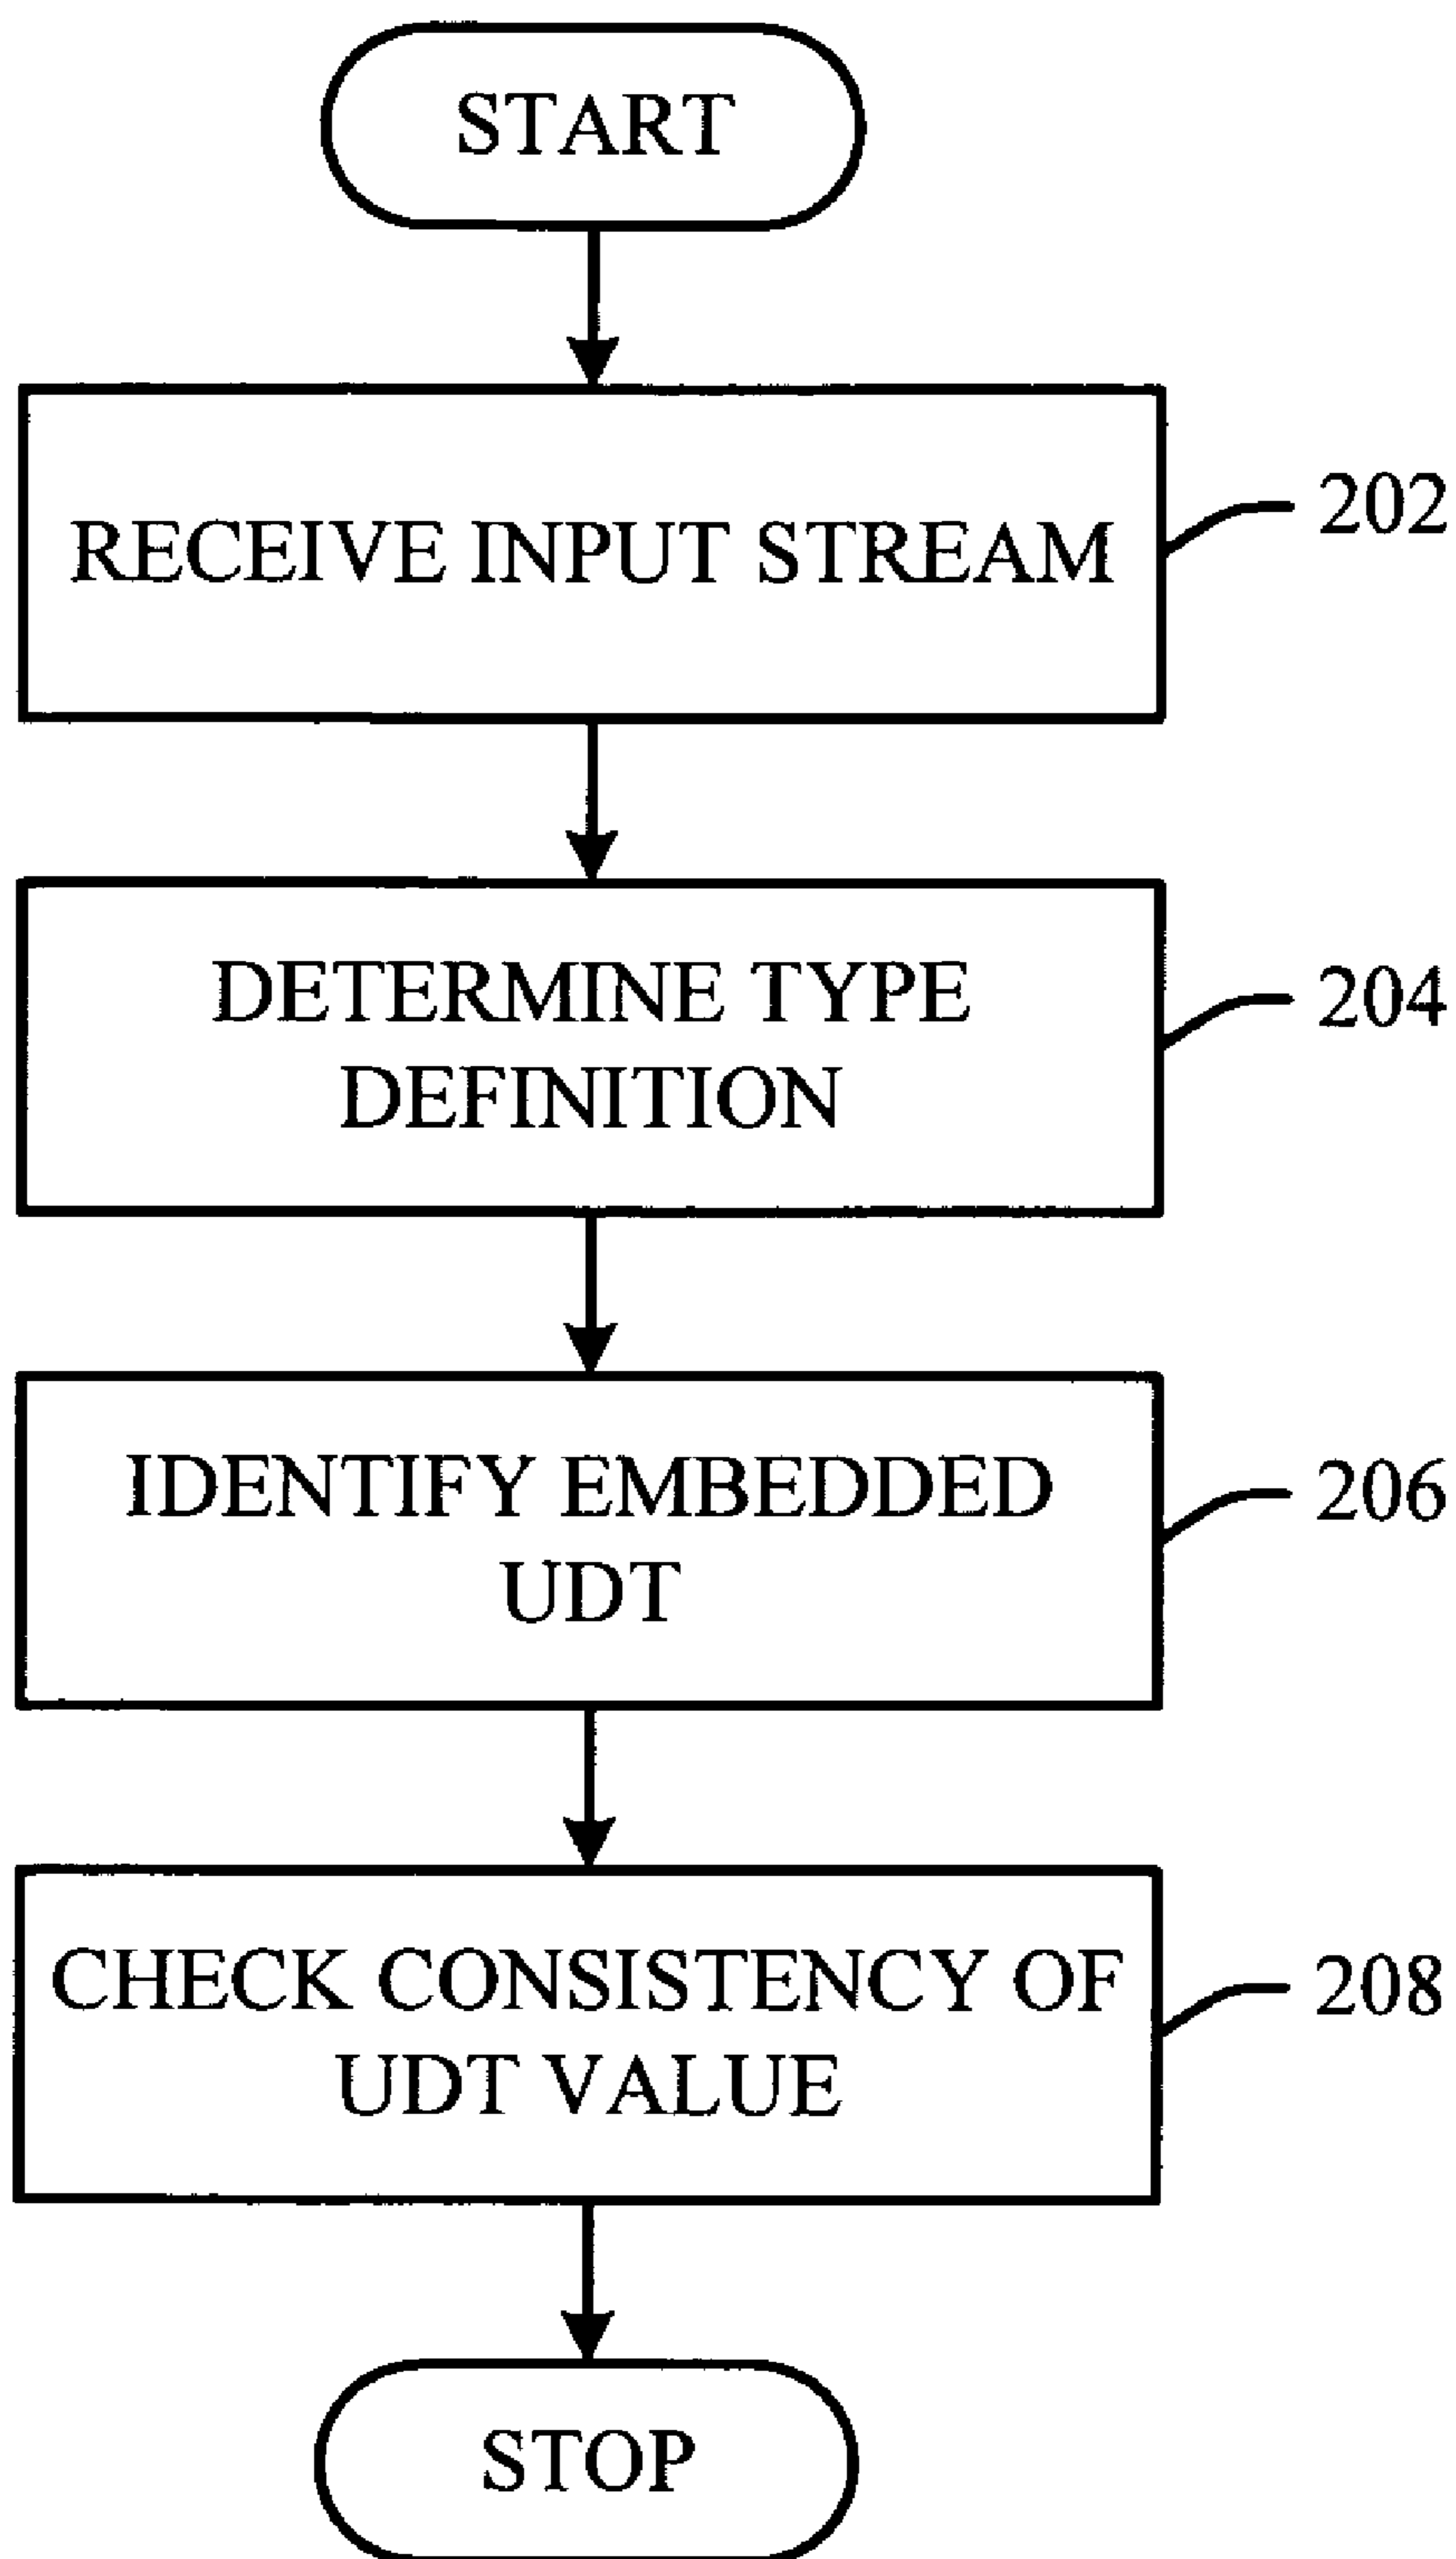 START
RECEIVE INPUT STREAM
202
DETERMINE TYPE
DEFINITION
204
IDENTIFY EMBEDDED
UDT
206
CHECK CONSISTENCY OF
UDT VALUE
208
STOP